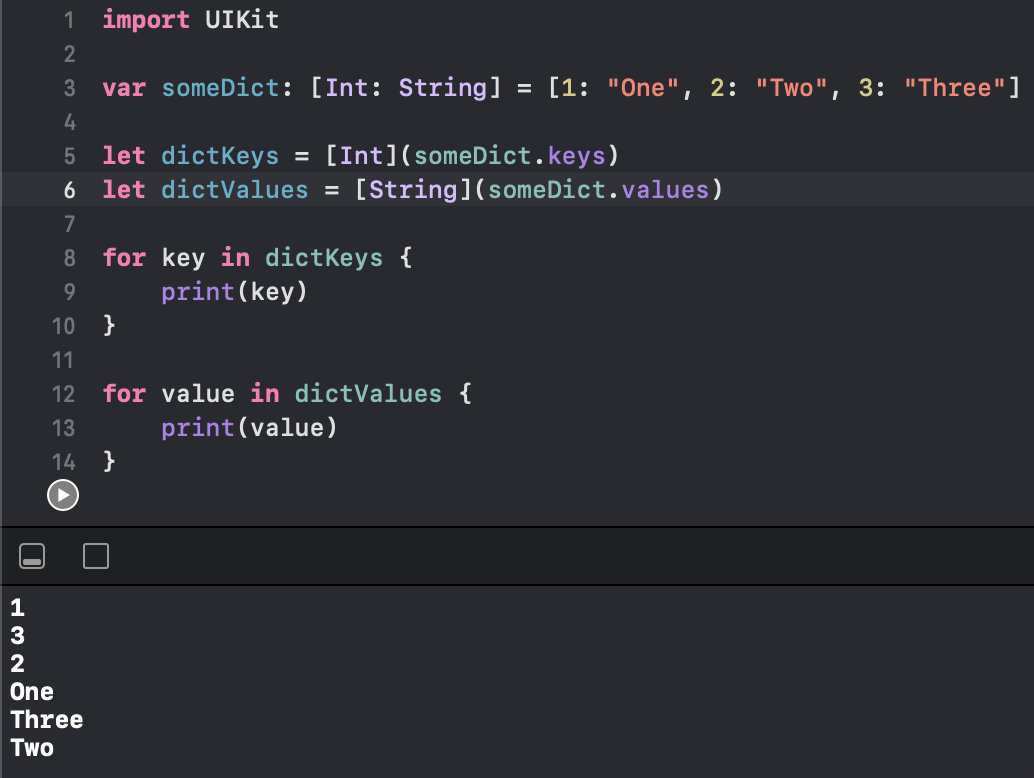 1 import UIKit
2
3 var someDict: [Int: String] = [1: "One", 2: "Two", 3: "Three"]
4
5 let dictKeys = [Int](someDict.keys)
6 let dictValues = [String](someDict.values)
7
8 for key in dictKeys {
9     print(key)
10 }
11
12 for value in dictValues {
13     print(value)
14 }
1
3
2
One
Three
Two